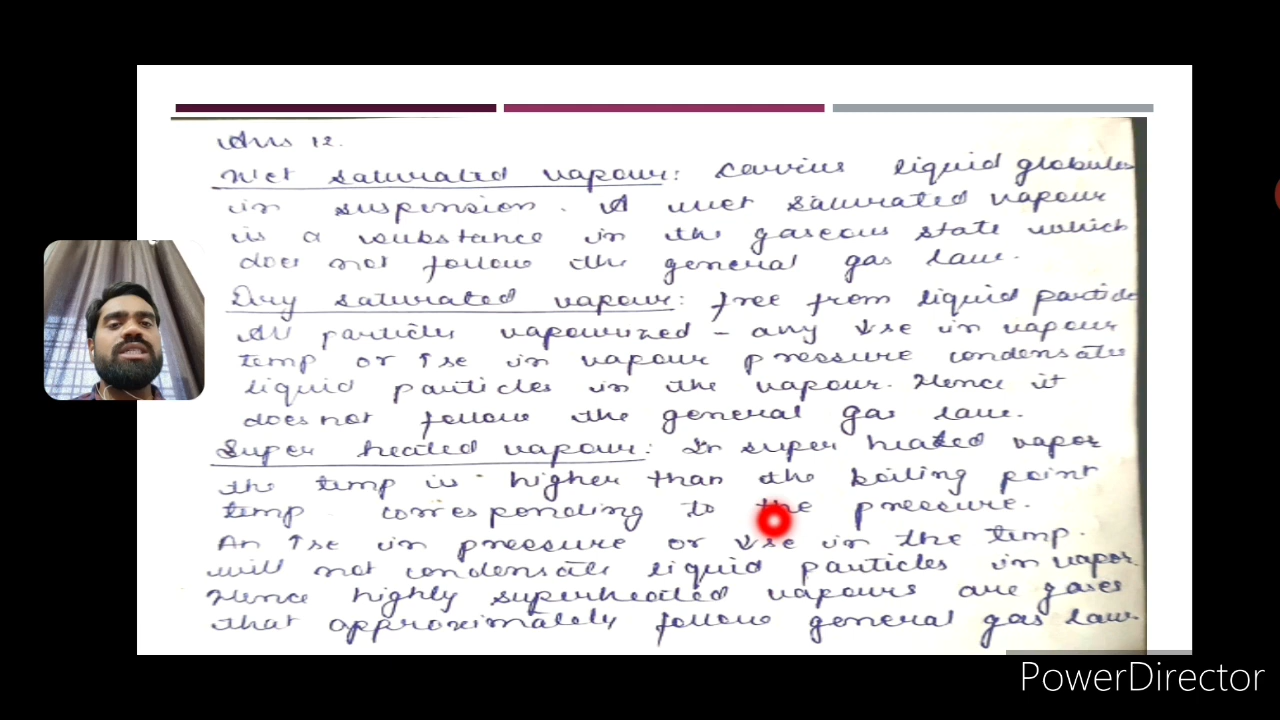 Ans 12.
Wet saturated vapour: carries liquid globules
in suspension. A wet saturated vapour
is a substance in the gaseous state which
does not follow the general gas law.
Dry saturated vapour: free from liquid particle
All particles vapourized - any ↓se in vapour
temp or ↑se in vapour pressure condensate
liquid particles in the vapour. Hence it
does not follow the general gas law.
Super heated vapour: In super heated vapor
the temp is higher than the boiling point
temp corresponding to the pressure.
An ↑se in pressure or ↓se in the temp.
will not condensate liquid particles in vapor.
Hence highly superheated vapours are gases
that approximately follow general gas law
PowerDirector